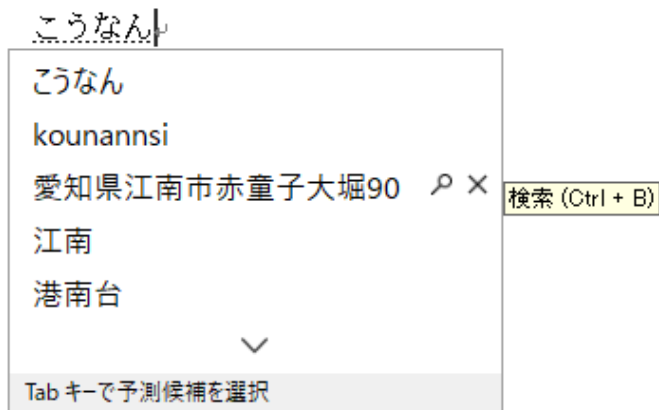 こうなん
こうなん
kounannsi
愛知県江南市赤童子大堀90
検索 (Ctrl + B)
江南
港南台
Tab キーで予測候補を選択